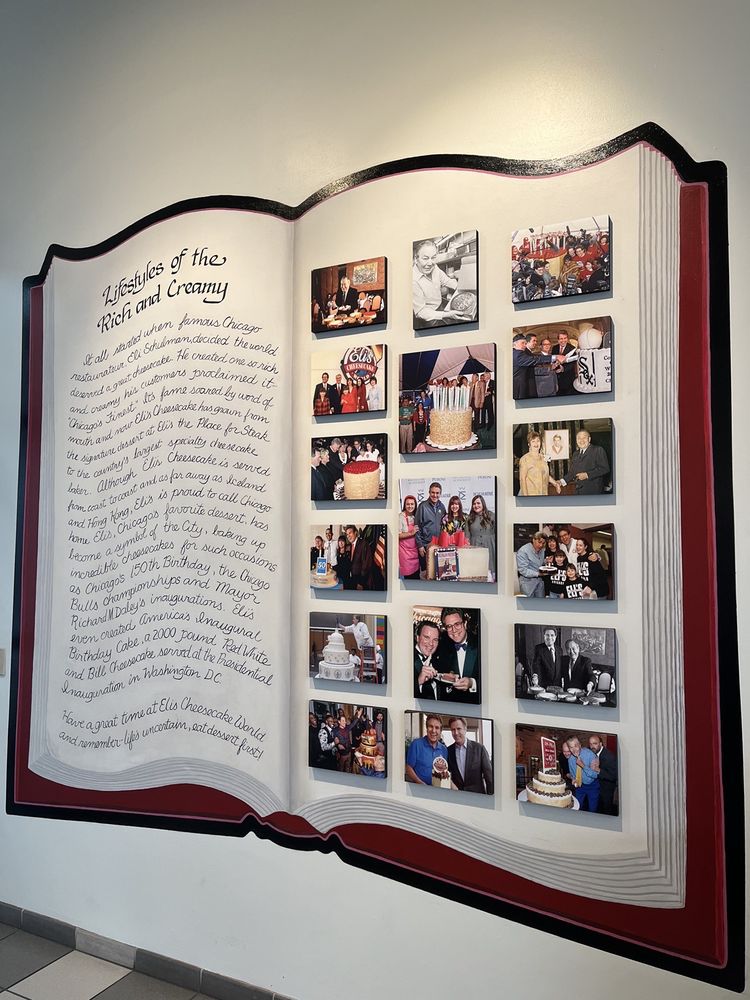 Lifestyles of the
Rich and Creamy
It all started when famous Chicago
restaurateur, Eli Schulman, decided the world
deserved a great cheesecake. He created one so rich
and creamy his customers proclaimed it
"Chicago's Finest". Its fame soared by word of
mouth and now Eli's Cheesecake has grown from
the signature dessert at Eli's the Place for Steak
to the country's largest specialty cheesecake
baker. Although Eli's Cheesecake is served
from coast to coast and as far away as Iceland
and Hong Kong, Eli's is proud to call Chicago
home. Eli's, Chicago's favorite dessert, has
become a symbol of the City, baking up
incredible cheesecakes for such occasions
as Chicago's 150th Birthday, the Chicago
Bulls championships and Mayor
Richard M. Daley's inaugurations. Eli's
even created America's Inaugural
Birthday Cake, a 2000 pound Red White
and Bill Cheesecake served at the Presidential
Inauguration in Washington D.C.
Have a great time at Eli's Cheesecake World
and remember-life's uncertain, eat dessert first!
Eli's
CHEESECAKE
Sox
ELI'S